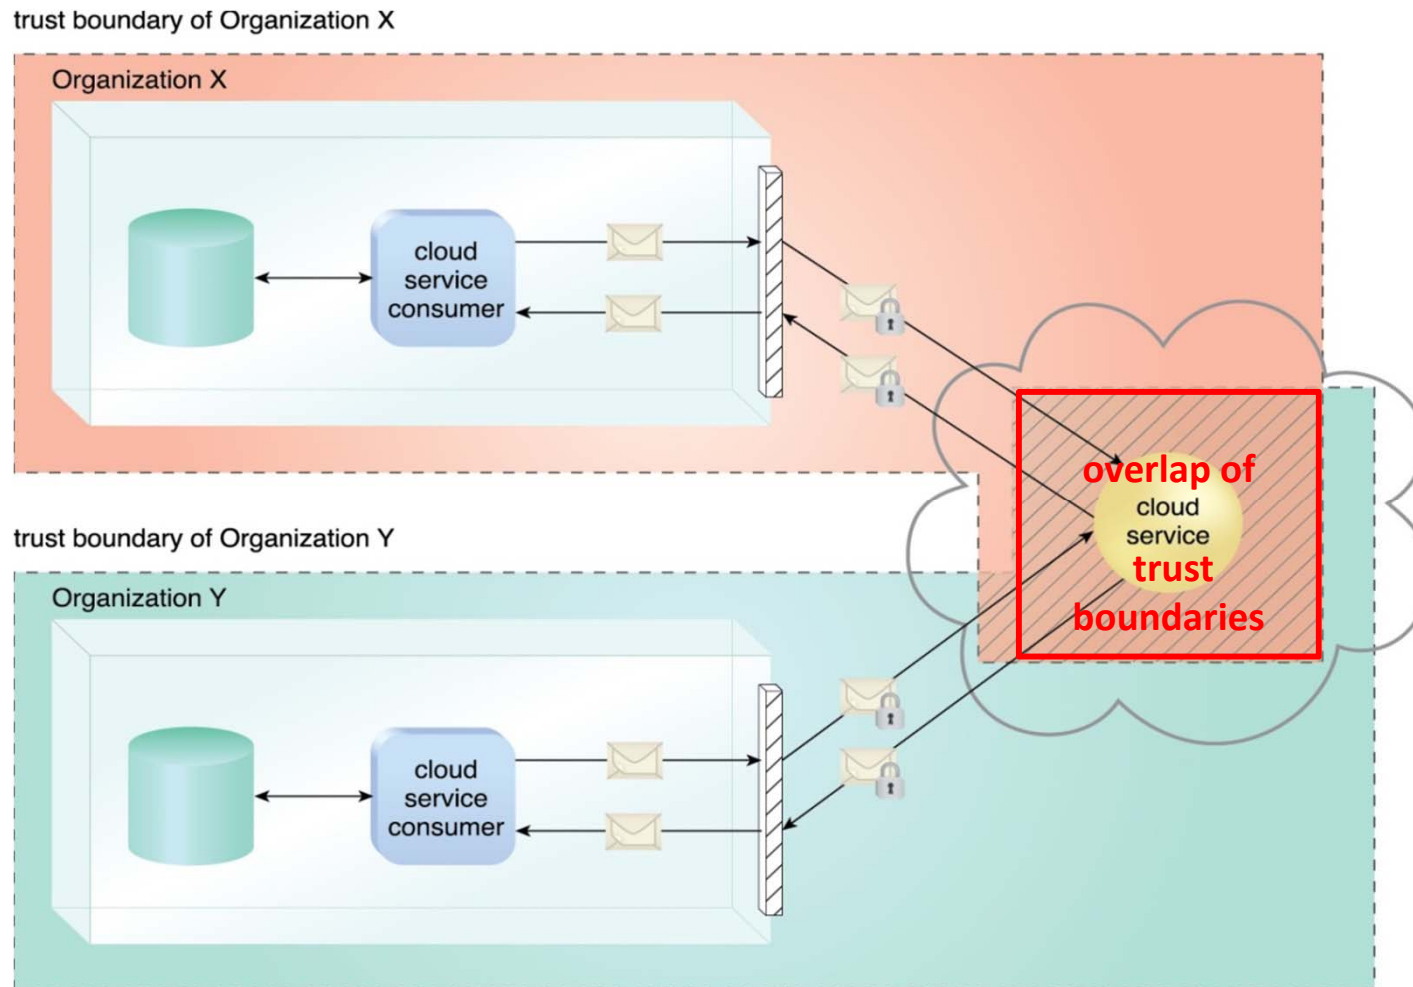 trust boundary of Organization X
Organization X
cloud
service
consumer
overlap of
cloud
service
trust
boundaries
trust boundary of Organization Y
Organization Y
cloud
service
consumer